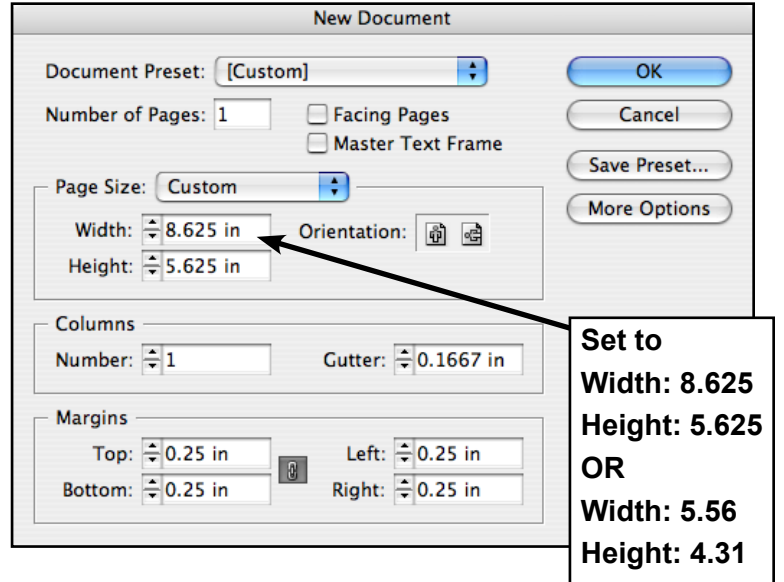 New Document
Document Preset: [Custom]
OK
Number of Pages: 1
Facing Pages
Cancel
Master Text Frame
Save Preset...
Page Size: Custom
More Options
Width: 8.625 in
Orientation:
Height: 5.625 in
Columns
Number: 1
Gutter: 0.1667 in
Margins
Top: 0.25 in
Left: 0.25 in
Bottom: 0.25 in
Right: 0.25 in
Set to
Width: 8.625
Height: 5.625
OR
Width: 5.56
Height: 4.31